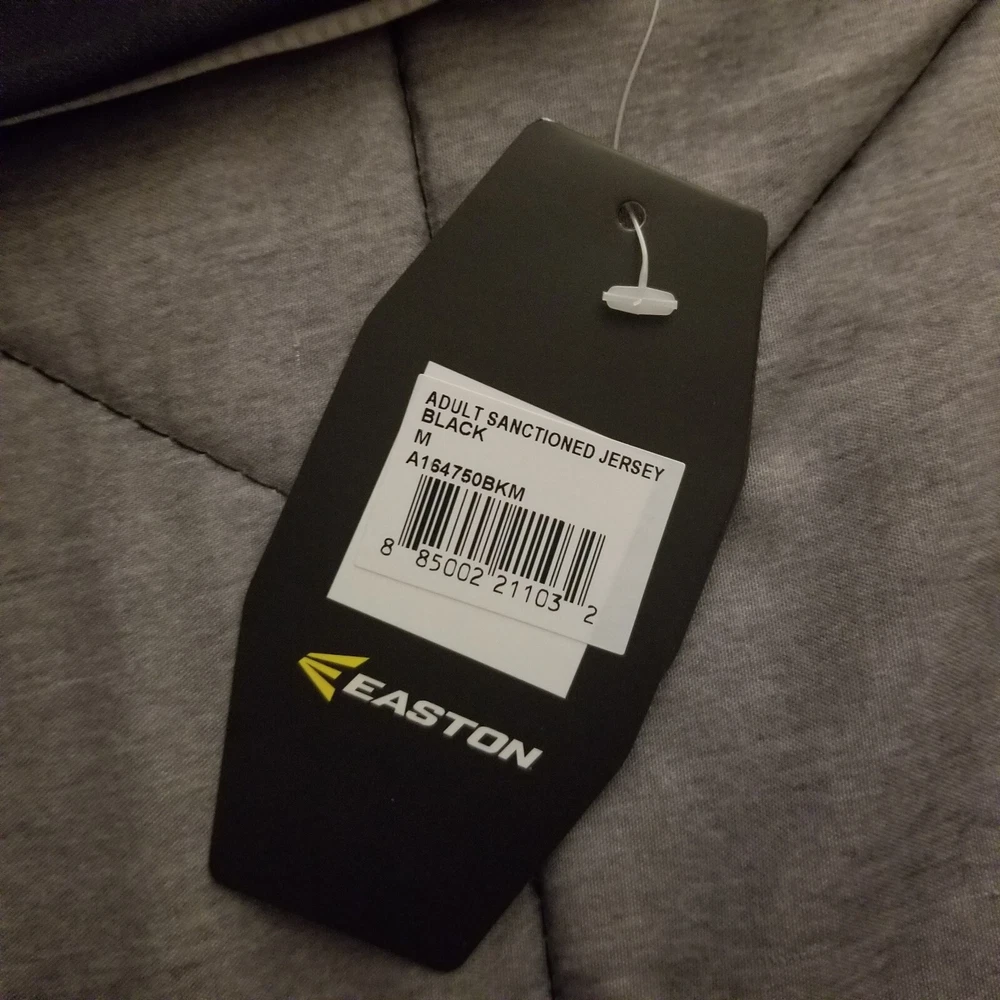 ADULT SANCTIONED JERSEY
BLACK
M
A164750BKM
8 85002 21103 2
EASTON